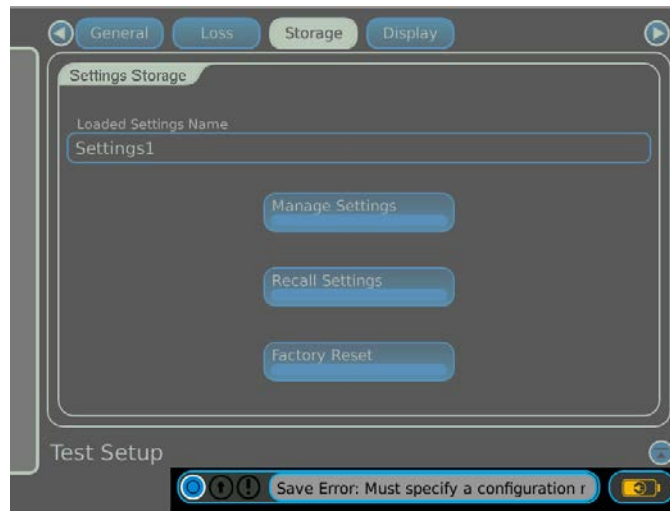 General Loss Storage Display
Settings Storage
Loaded Settings Name
Settings1
Manage Settings
Recall Settings
Factory Reset
Test Setup
Save Error: Must specify a configuration